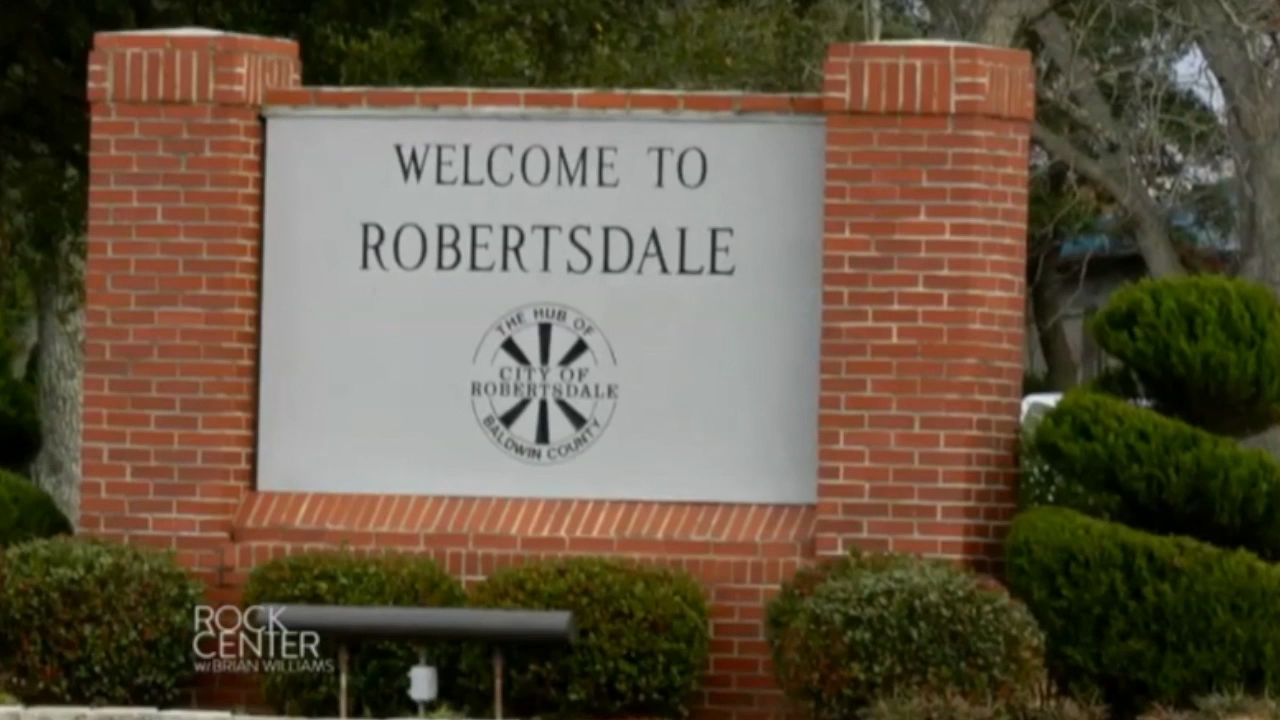 WELCOME TO
ROBERTSDALE
THE HUB OF
CITY OF
ROBERTSDALE
BALDWIN COUNTY
ROCK
CENTER
W/BRIAN WILLIAMS